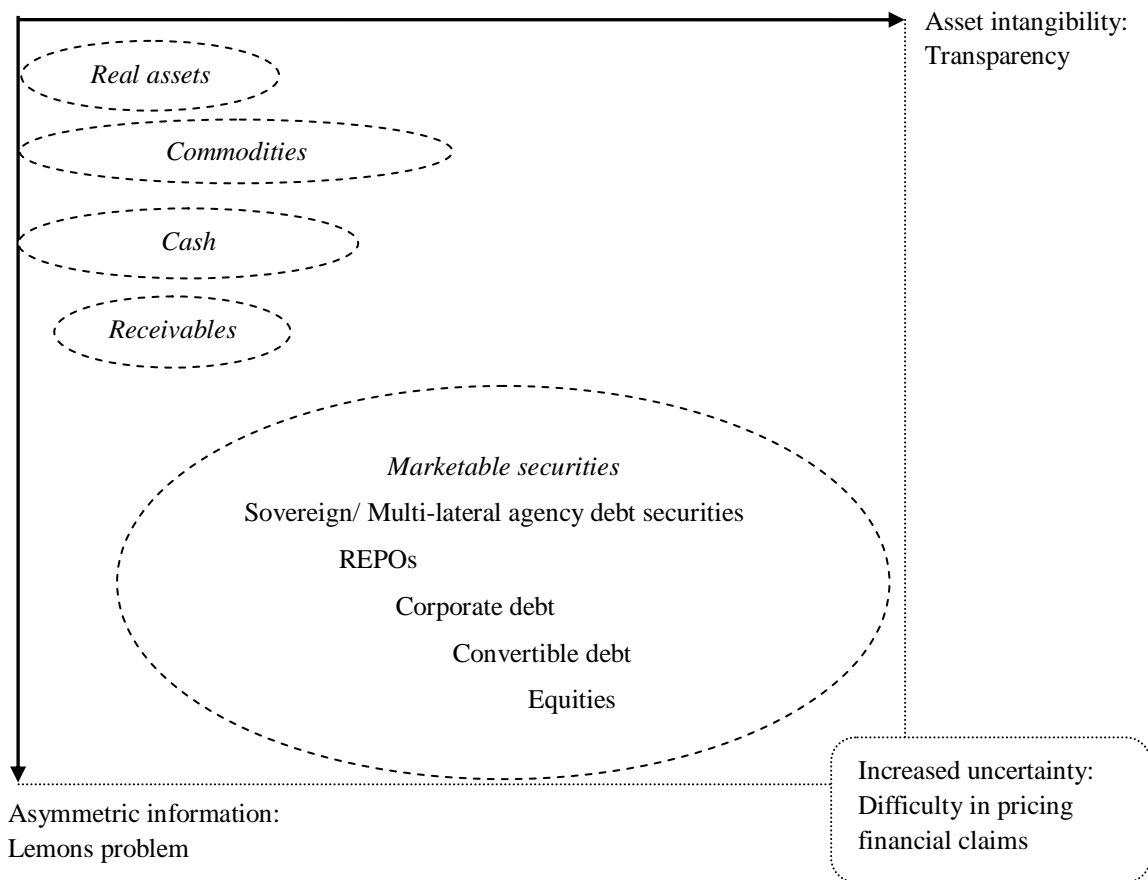 Asset intangibility:
Transparency
Real assets
Commodities
Cash
Receivables
Marketable securities
Sovereign/ Multi-lateral agency debt securities
REPOs
Corporate debt
Convertible debt
Equities
Increased uncertainty:
Difficulty in pricing
financial claims
Asymmetric information:
Lemons problem